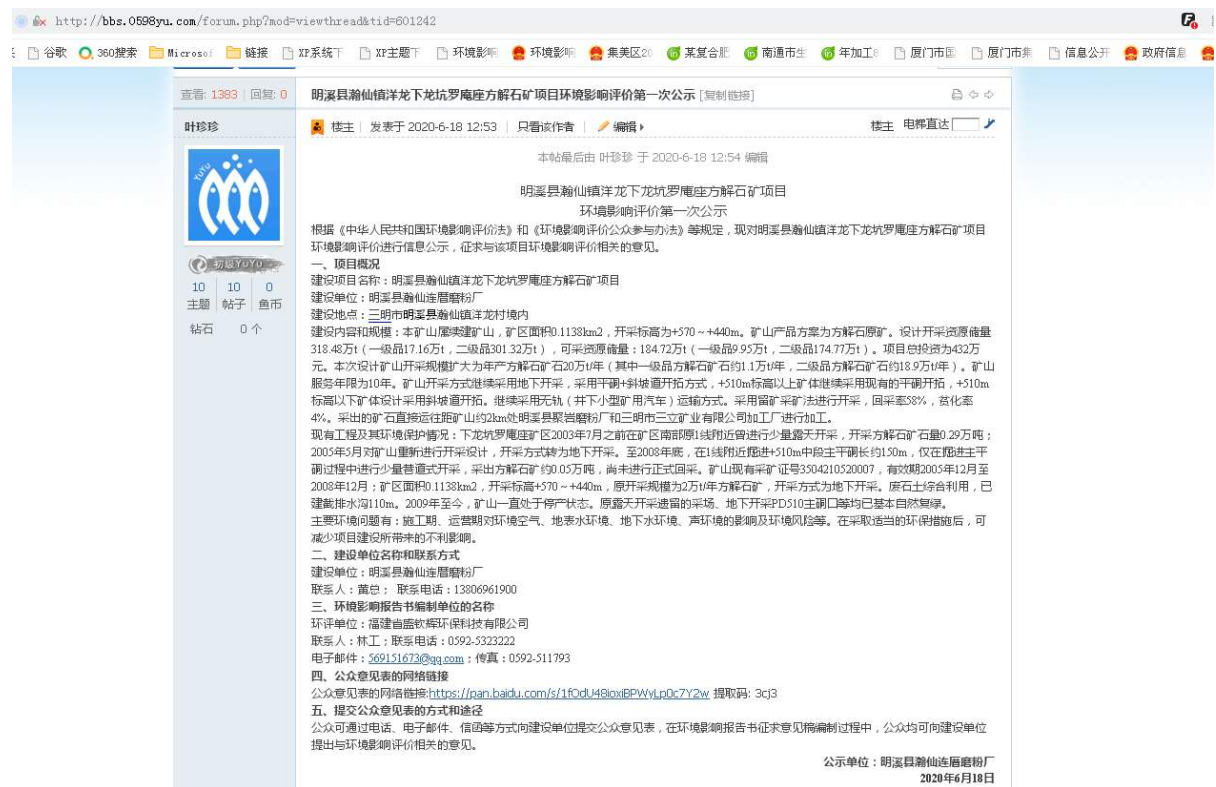 http://bbs.0598yu.com/forum.php?mod=viewthread&tid=601242
谷歌 360搜索 Microsof 链接 XP系统下 XP主题下 环境影响 环境影响 集美区20 某复合肥 南通市生 年加工8 厦门市固 厦门市集 信息公开 政府信息
查看: 1383 | 回复: 0
明溪县瀚仙镇洋龙下龙坑罗庵座方解石矿项目环境影响评价第一次公示 [复制链接]
叶珍珍
楼主 | 发表于 2020-6-18 12:53 | 只看该作者 | 编辑
楼主 电梯直达
本帖最后由 叶珍珍 于 2020-6-18 12:54 编辑
YuYu
初级YOYO
10 10 0
主题 帖子 鱼币
钻石 0 个
明溪县瀚仙镇洋龙下龙坑罗庵座方解石矿项目
环境影响评价第一次公示
根据《中华人民共和国环境影响评价法》和《环境影响评价公众参与办法》等规定，现对明溪县瀚仙镇洋龙下龙坑罗庵座方解石矿项目
环境影响评价进行信息公示，征求与该项目环境影响评价相关的意见。
一、项目概况
建设项目名称：明溪县瀚仙镇洋龙下龙坑罗庵座方解石矿项目
建设单位：明溪县瀚仙连厝磨粉厂
建设地点：三明市明溪县瀚仙镇洋龙村境内
建设内容和规模：本矿山属续建矿山，矿区面积0.1138km2，开采标高为+570～+440m。矿山产品方案为方解石原矿。设计开采资源储量
318.48万t（一级品17.16万t，二级品301.32万t），可采资源储量：184.72万t（一级品9.95万t，二级品174.77万t）。项目总投资为432万
元。本次设计矿山开采规模扩大为年产方解石矿石20万t/年（其中一级品方解石矿石约1.1万t/年，二级品方解石矿石约18.9万t/年）。矿山
服务年限为10年。矿山开采方式继续采用地下开采，采用平硐+斜坡道开拓方式，+510m标高以上矿体继续采用现有的平硐开拓，+510m
标高以下矿体设计采用斜坡道开拓。继续采用无轨（井下小型矿用汽车）运输方式。采用留矿采矿法进行开采，回采率58%，贫化率
4%。采出的矿石直接运往距矿山约2km处明溪县聚岩磨粉厂和三明市三立矿业有限公司加工厂进行加工。
现有工程及其环境保护情况：下龙坑罗庵座矿区2003年7月之前在矿区南部原1线附近曾进行少量露天开采，开采方解石矿石量0.29万吨；
2005年5月对矿山重新进行开采设计，开采方式转为地下开采。至2008年底，在1线附近掘进+510m中段主平硐长约150m，仅在掘进主平
硐过程中进行少量巷道式开采，采出方解石矿约0.05万吨，尚未进行正式回采。矿山现有采矿证号3504210520007，有效期2005年12月至
2008年12月；矿区面积0.1138km2，开采标高+570～+440m，原开采规模为2万t/年方解石矿，开采方式为地下开采。废石土综合利用，已
建截排水沟110m。2009年至今，矿山一直处于停产状态。原露天开采遗留的采场、地下开采PD510主硐口等均已基本自然复绿。
主要环境问题有：施工期、运营期对环境空气、地表水环境、地下水环境、声环境的影响及环境风险等。在采取适当的环保措施后，可
减少项目建设所带来的不利影响。
二、建设单位名称和联系方式
建设单位：明溪县瀚仙连厝磨粉厂
联系人：黄总； 联系电话：13806961900
三、环境影响报告书编制单位的名称
环评单位：福建省盛钦辉环保科技有限公司
联系人：林工；联系电话：0592-5323222
电子邮件：569151673@qq.com；传真：0592-511793
四、公众意见表的网络链接
公众意见表的网络链接:https://pan.baidu.com/s/1fOdU48ioxiBPWyLp0c7Y2w 提取码: 3cj3
五、提交公众意见表的方式和途径
公众可通过电话、电子邮件、信函等方式向建设单位提交公众意见表，在环境影响报告书征求意见稿编制过程中，公众均可向建设单位
提出与环境影响评价相关的意见。
公示单位：明溪县瀚仙连厝磨粉厂
2020年6月18日